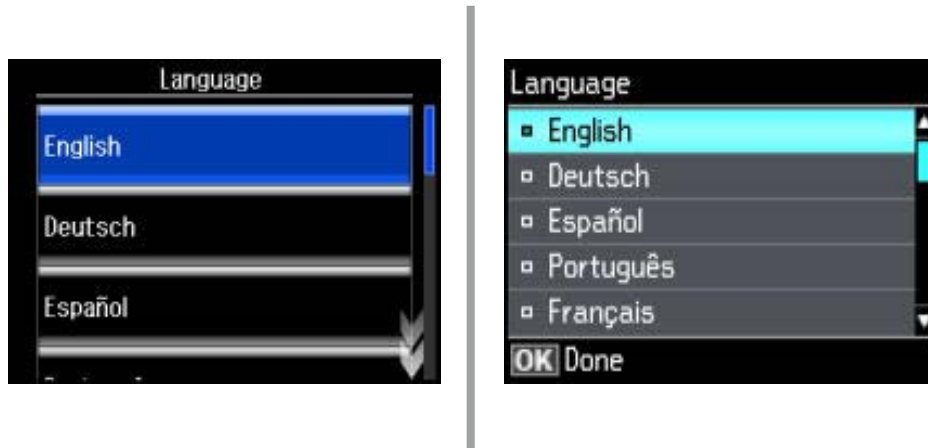 Language
English
Deutsch
Español
Language
English
Deutsch
Español
Português
Français
OK Done